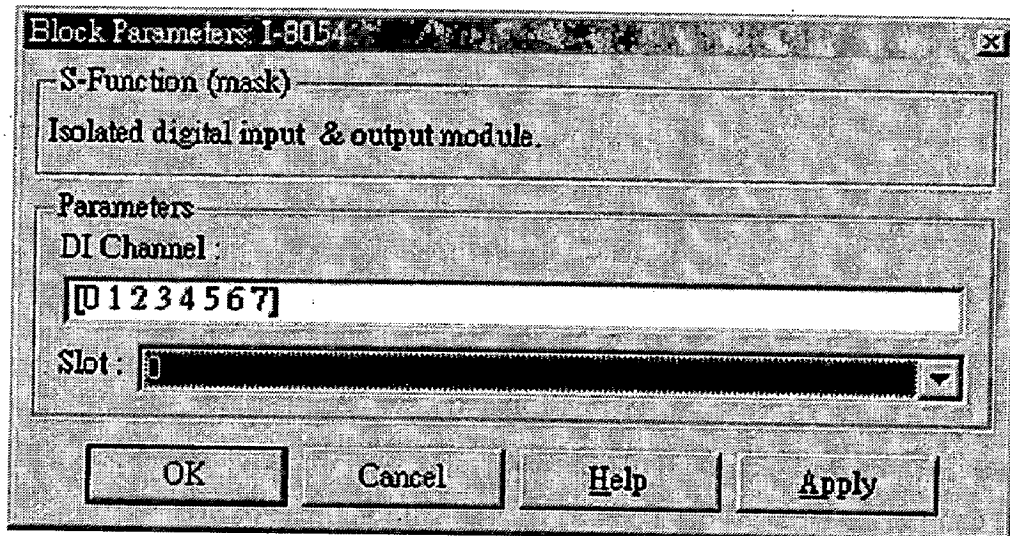 Block Parameters: I-8054
S-Function (mask)
Isolated digital input & output module.
Parameters
DI Channel :
[0 1 2 3 4 5 6 7]
Slot : 0
OK Cancel Help Apply